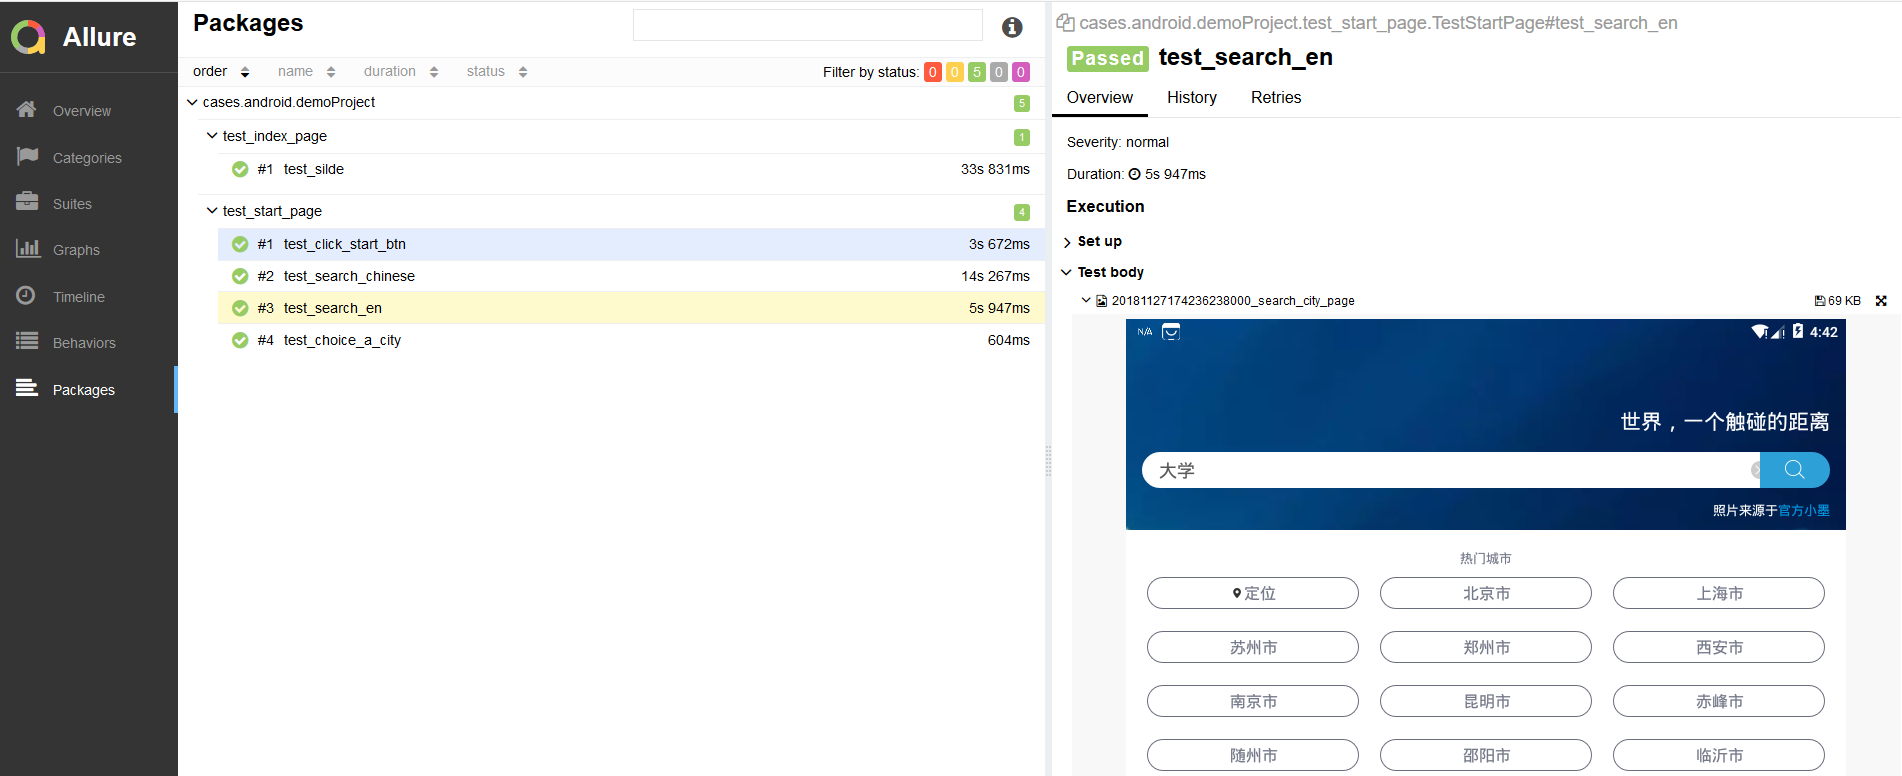 Allure
Overview
Categories
Suites
Graphs
Timeline
Behaviors
Packages
Packages
order name duration status Filter by status: 0 0 5 0 0
cases.android.demoProject 5
test_index_page 1
#1 test_silde 33s 831ms
test_start_page 4
#1 test_click_start_btn 3s 672ms
#2 test_search_chinese 14s 267ms
#3 test_search_en 5s 947ms
#4 test_choice_a_city 604ms
cases.android.demoProject.test_start_page.TestStartPage#test_search_en
Passed test_search_en
Overview History Retries
Severity: normal
Duration: 5s 947ms
Execution
Set up
Test body
20181127174236238000_search_city_page 69 KB
N/A 4:42
世界，一个触碰的距离
大学
照片来源于官方小墨
热门城市
定位 北京市 上海市
苏州市 郑州市 西安市
南京市 昆明市 赤峰市
随州市 邵阳市 临沂市